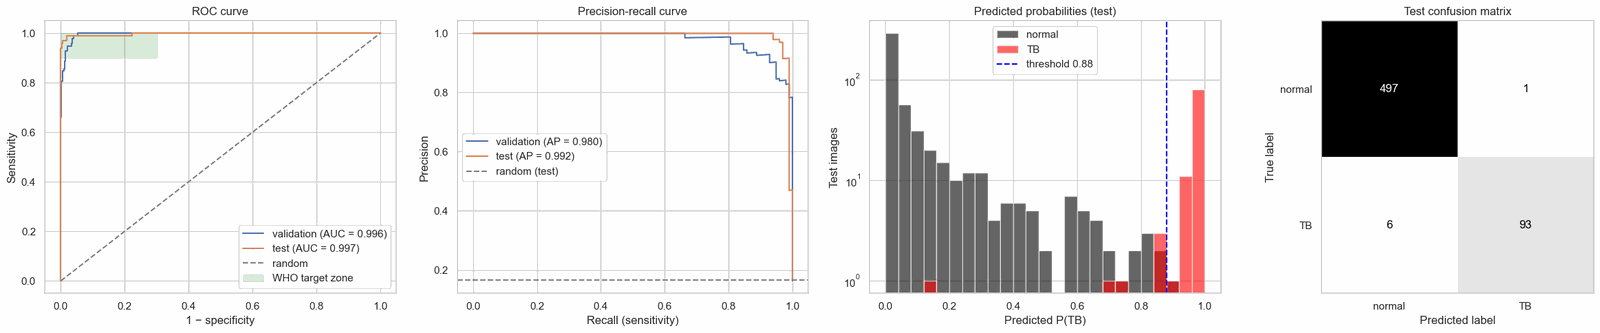 ROC curve
1.0
0.8
0.6
0.4
0.2
0.0
Sensitivity
validation (AUC = 0.996)
test (AUC = 0.997)
random
WHO target zone
0.0 0.2 0.4 0.6 0.8 1.0
1 − specificity
Precision-recall curve
1.0
0.8
0.6
0.4
0.2
Precision
validation (AP = 0.980)
test (AP = 0.992)
random (test)
0.0 0.2 0.4 0.6 0.8 1.0
Recall (sensitivity)
Predicted probabilities (test)
normal
TB
threshold 0.88
10²
10¹
10⁰
Test images
0.0 0.2 0.4 0.6 0.8 1.0
Predicted P(TB)
Test confusion matrix
normal 497 1
TB 6 93
True label
normal TB
Predicted label